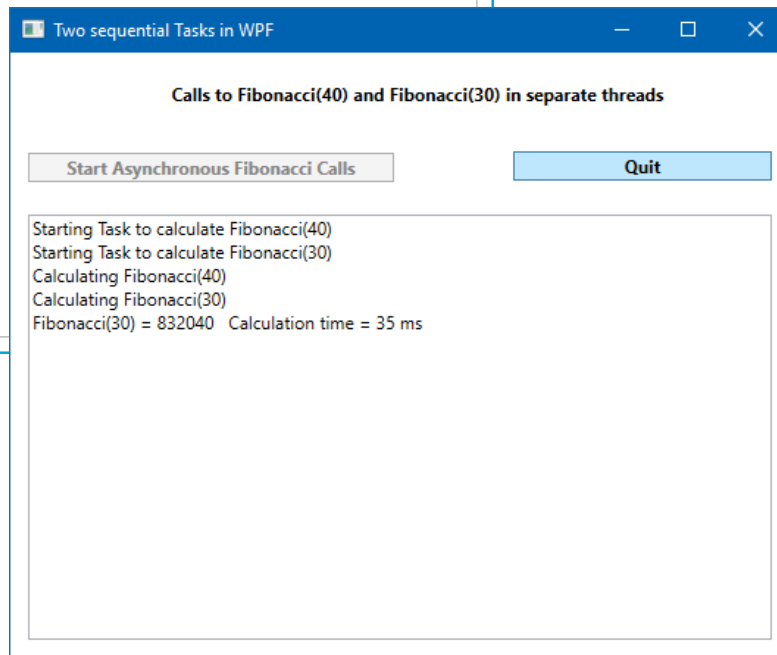 Two sequential Tasks in WPF
Calls to Fibonacci(40) and Fibonacci(30) in separate threads
Start Asynchronous Fibonacci Calls
Quit
Starting Task to calculate Fibonacci(40)
Starting Task to calculate Fibonacci(30)
Calculating Fibonacci(40)
Calculating Fibonacci(30)
Fibonacci(30) = 832040   Calculation time = 35 ms